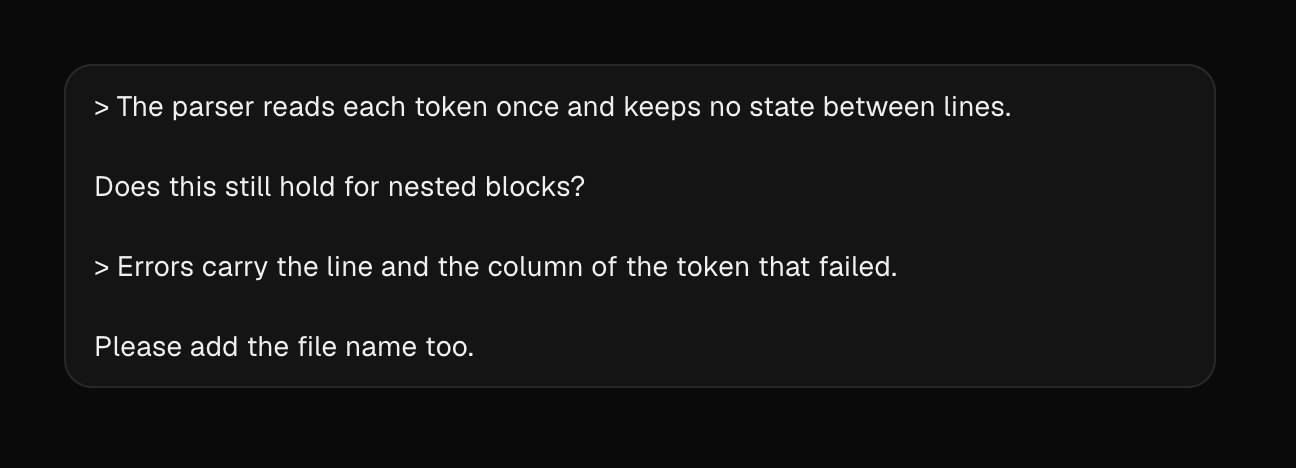 > The parser reads each token once and keeps no state between lines.
Does this still hold for nested blocks?
> Errors carry the line and the column of the token that failed.
Please add the file name too.